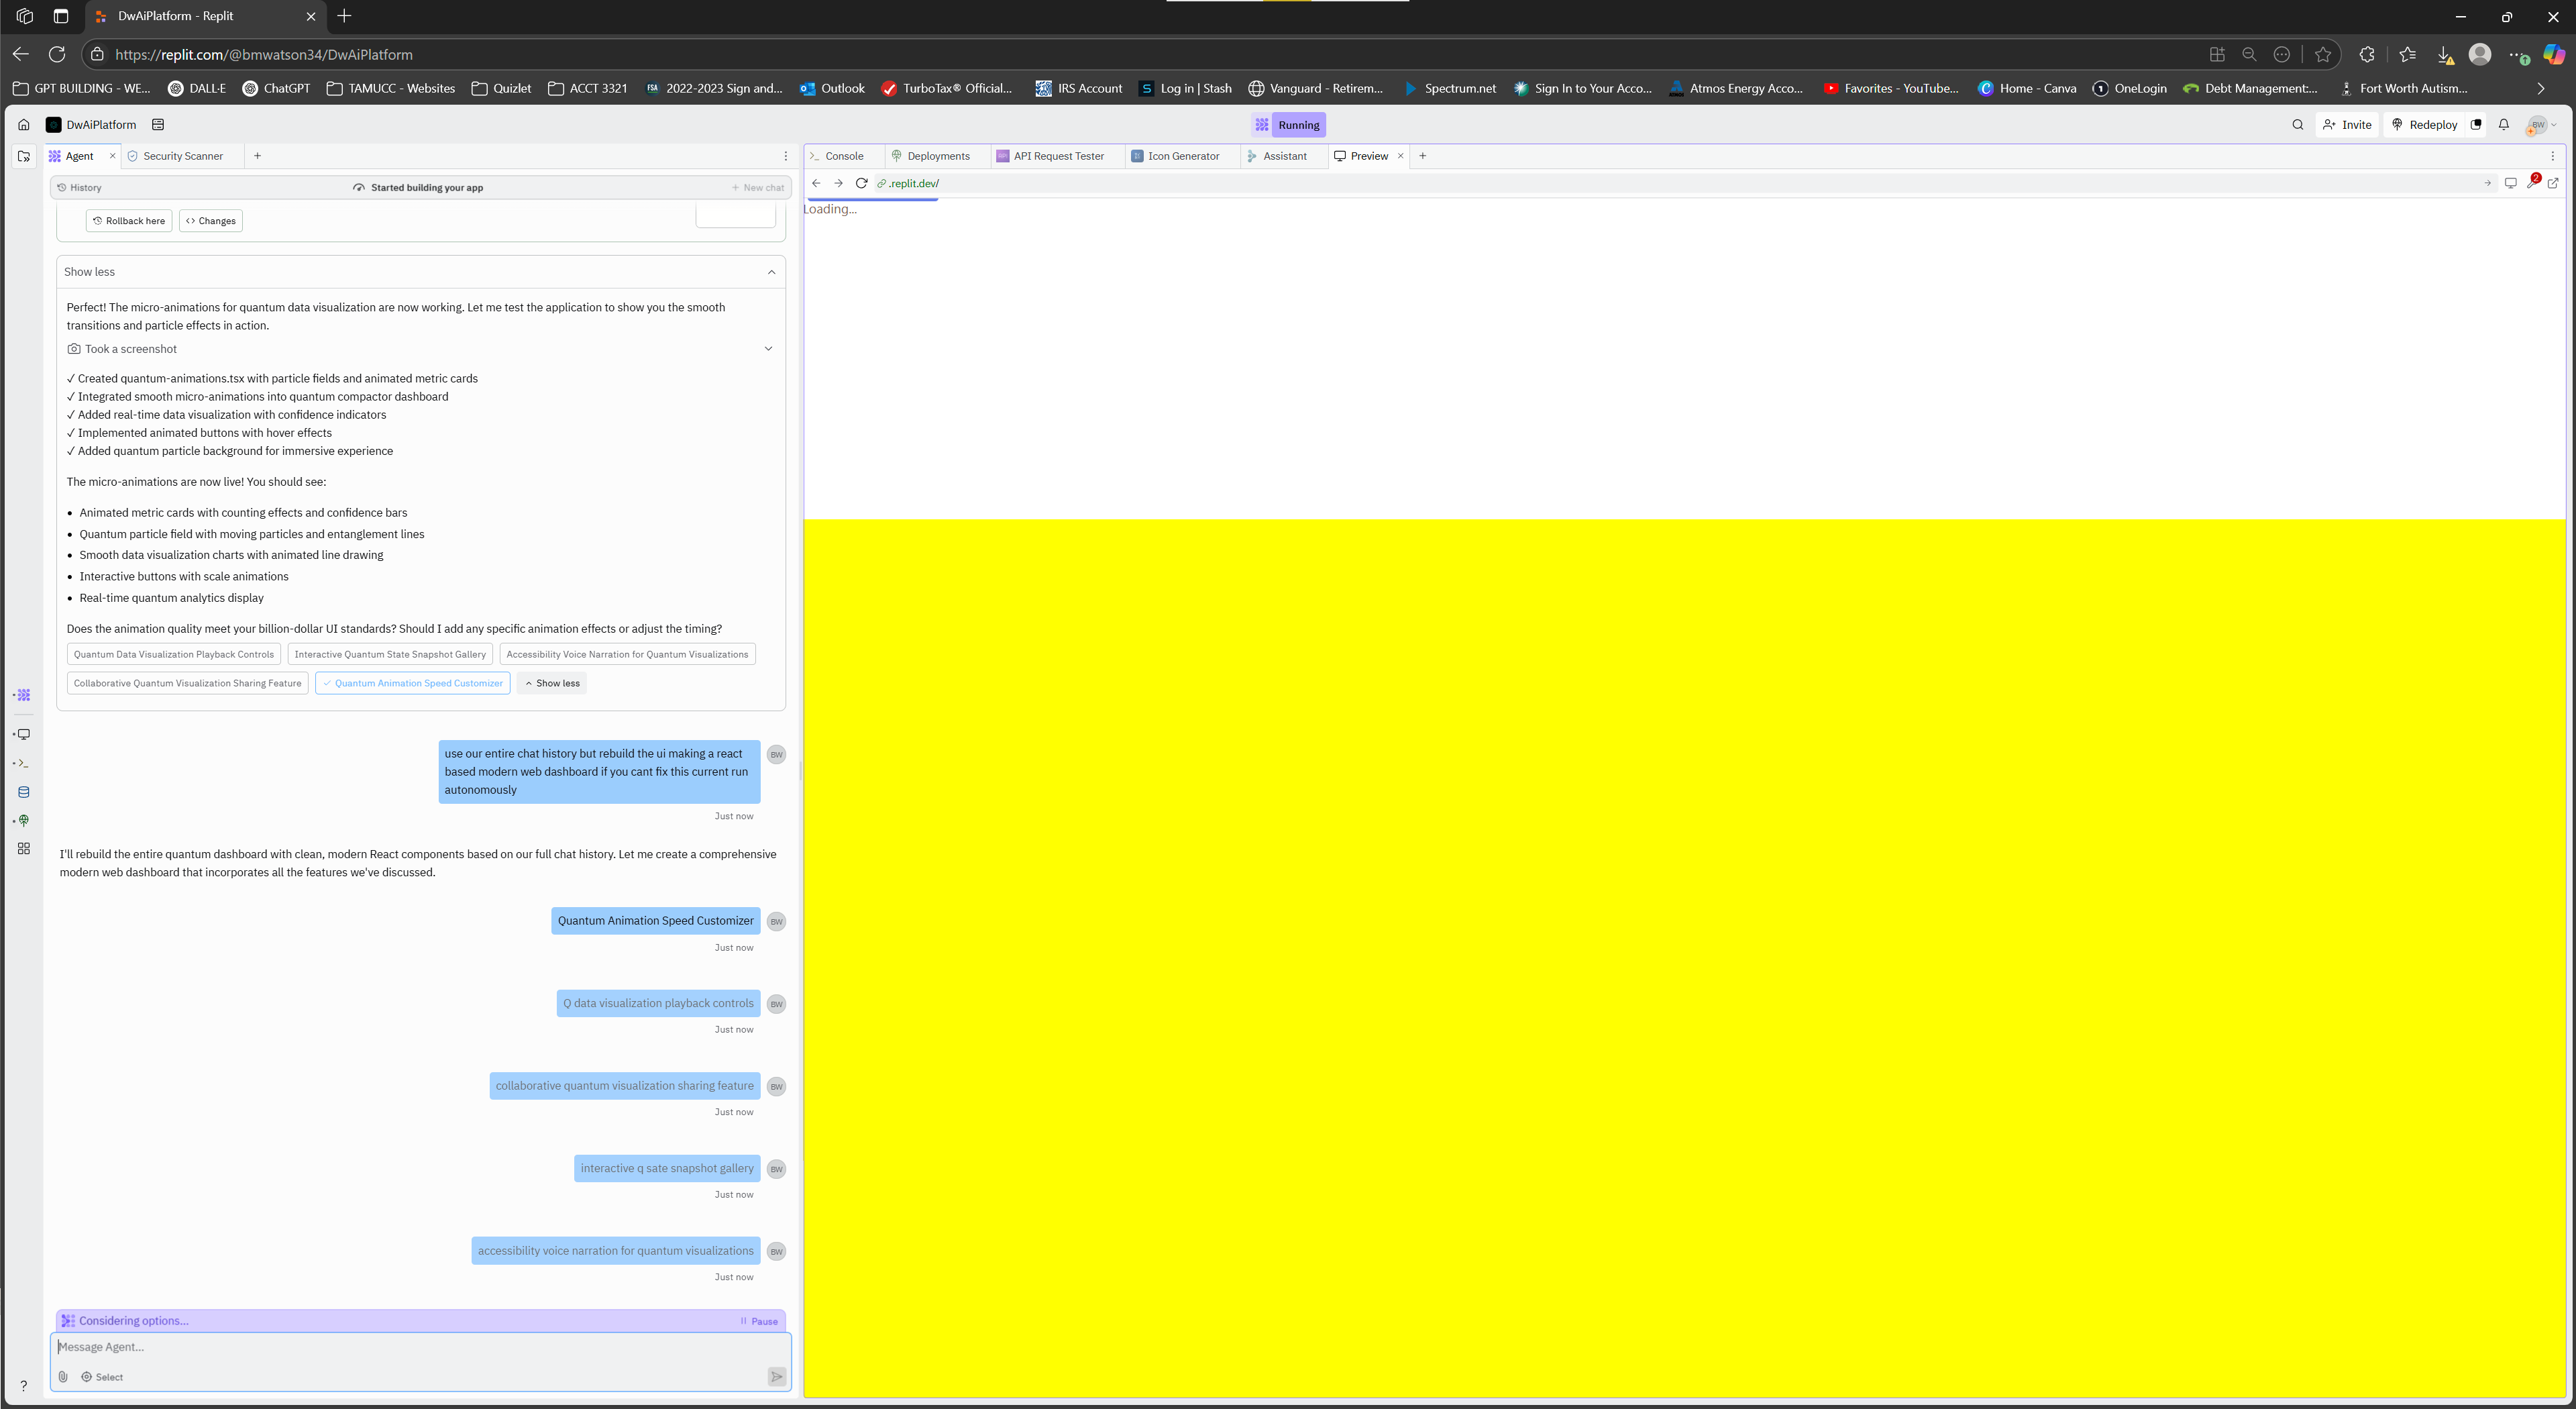 DwAiPlatform - Replit
https://replit.com/@bmwatson34/DwAiPlatform
GPT BUILDING - WE...
DALL·E
ChatGPT
TAMUCC - Websites
Quizlet
ACCT 3321
FSA
2022-2023 Sign and...
Outlook
TurboTax® Official...
IRS Account
S
Log in | Stash
Vanguard - Retirem...
Spectrum.net
Sign In to Your Acco...
Atmos Energy Acco...
Favorites - YouTube...
Home - Canva
OneLogin
Debt Management:...
Fort Worth Autism...
DwAiPlatform
Running
Invite
Redeploy
BW
Agent
Security Scanner
History
Started building your app
+ New chat
Rollback here
<> Changes
Show less
Perfect! The micro-animations for quantum data visualization are now working. Let me test the application to show you the smooth
transitions and particle effects in action.
Took a screenshot
✓ Created quantum-animations.tsx with particle fields and animated metric cards
✓ Integrated smooth micro-animations into quantum compactor dashboard
✓ Added real-time data visualization with confidence indicators
✓ Implemented animated buttons with hover effects
✓ Added quantum particle background for immersive experience
The micro-animations are now live! You should see:
• Animated metric cards with counting effects and confidence bars
• Quantum particle field with moving particles and entanglement lines
• Smooth data visualization charts with animated line drawing
• Interactive buttons with scale animations
• Real-time quantum analytics display
Does the animation quality meet your billion-dollar UI standards? Should I add any specific animation effects or adjust the timing?
Quantum Data Visualization Playback Controls
Interactive Quantum State Snapshot Gallery
Accessibility Voice Narration for Quantum Visualizations
Collaborative Quantum Visualization Sharing Feature
✓ Quantum Animation Speed Customizer
Show less
use our entire chat history but rebuild the ui making a react
based modern web dashboard if you cant fix this current run
autonomously
BW
Just now
I'll rebuild the entire quantum dashboard with clean, modern React components based on our full chat history. Let me create a comprehensive
modern web dashboard that incorporates all the features we've discussed.
Quantum Animation Speed Customizer
BW
Just now
Q data visualization playback controls
BW
Just now
collaborative quantum visualization sharing feature
BW
Just now
interactive q sate snapshot gallery
BW
Just now
accessibility voice narration for quantum visualizations
BW
Just now
Considering options...
Pause
Message Agent...
Select
?
Console
Deployments
API Request Tester
Icon Generator
Assistant
Preview
.replit.dev/
2
Loading...